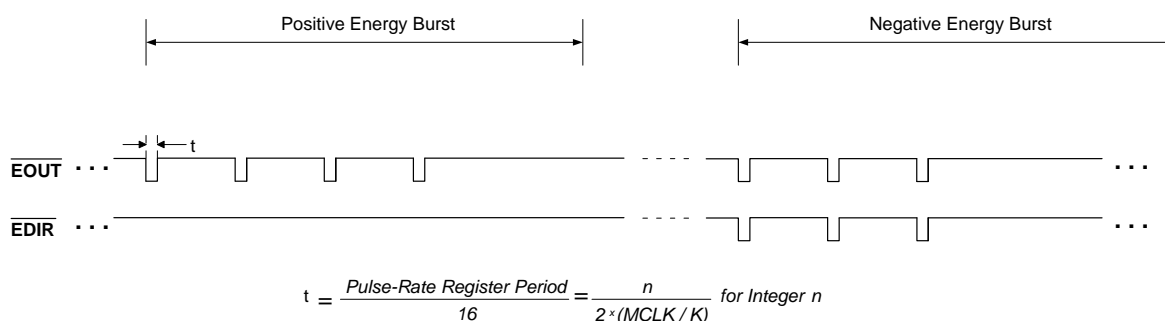 Positive Energy Burst
Negative Energy Burst
t
EOUT ... - - - - ...
EDIR ... - - - - ...
t = Pulse-Rate Register Period / 16 = n / 2 x (MCLK / K) for Integer n